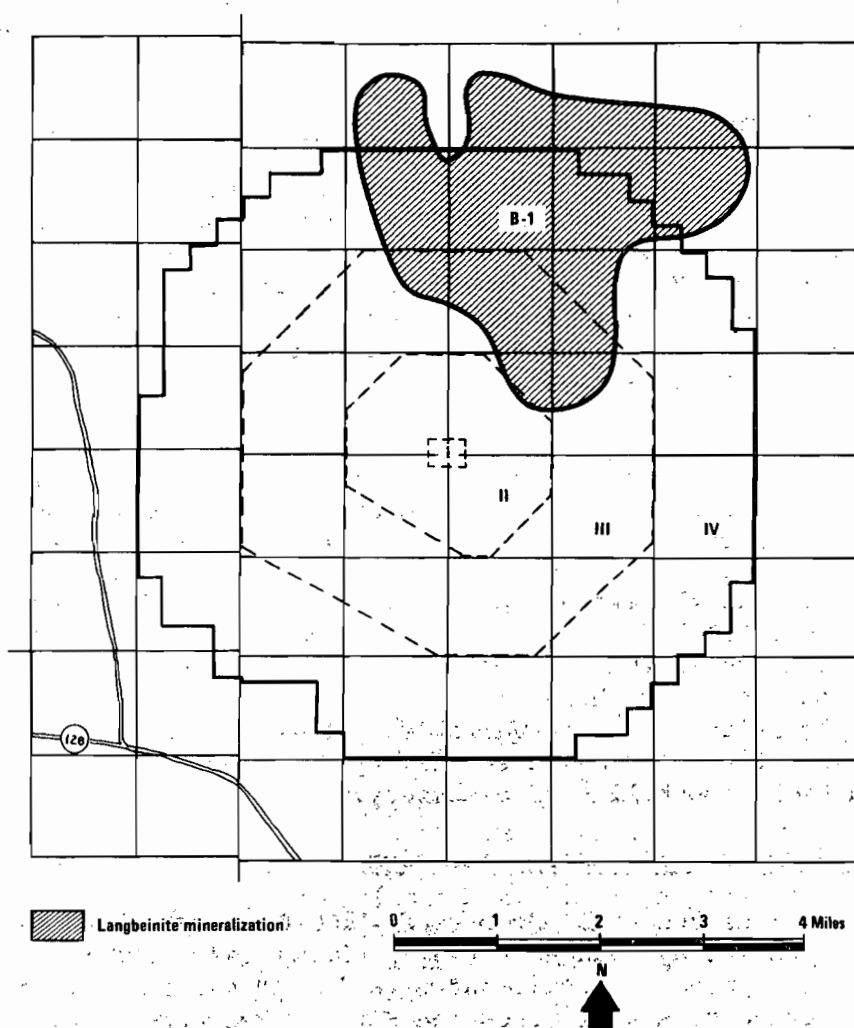 B-1
I
II
III
IV
128
Langbeinite mineralization
0 1 2 3 4 Miles
N